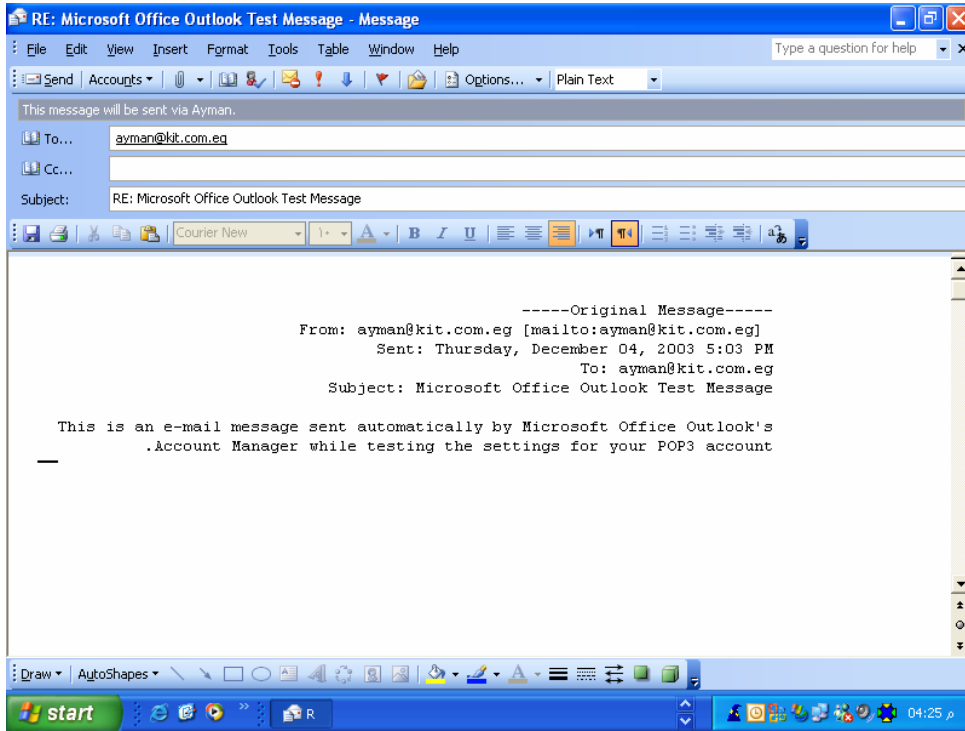 RE: Microsoft Office Outlook Test Message - Message
File Edit View Insert Format Tools Table Window Help Type a question for help
Send Accounts Options... Plain Text
This message will be sent via Ayman.
To... ayman@kit.com.eg
Cc...
Subject: RE: Microsoft Office Outlook Test Message
Courier New ١٠ A B I U
-----Original Message-----
From: ayman@kit.com.eg [mailto:ayman@kit.com.eg]
Sent: Thursday, December 04, 2003 5:03 PM
To: ayman@kit.com.eg
Subject: Microsoft Office Outlook Test Message
This is an e-mail message sent automatically by Microsoft Office Outlook's
.Account Manager while testing the settings for your POP3 account
Draw AutoShapes A
start R 04:25 م